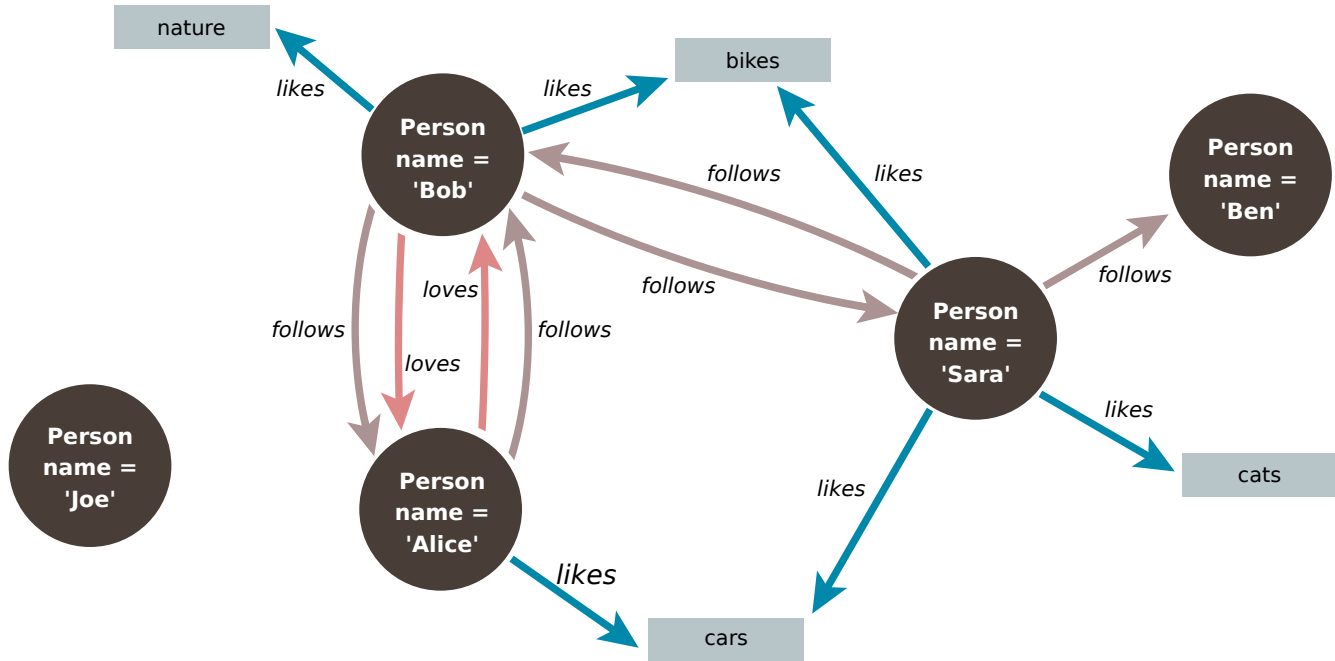 nature
bikes
likes
likes
Person
name =
'Bob'
Person
name =
'Ben'
follows
likes
follows
follows
loves
Person
name =
'Sara'
follows
follows
loves
likes
Person
name =
'Joe'
Person
name =
'Alice'
likes
cats
likes
cars